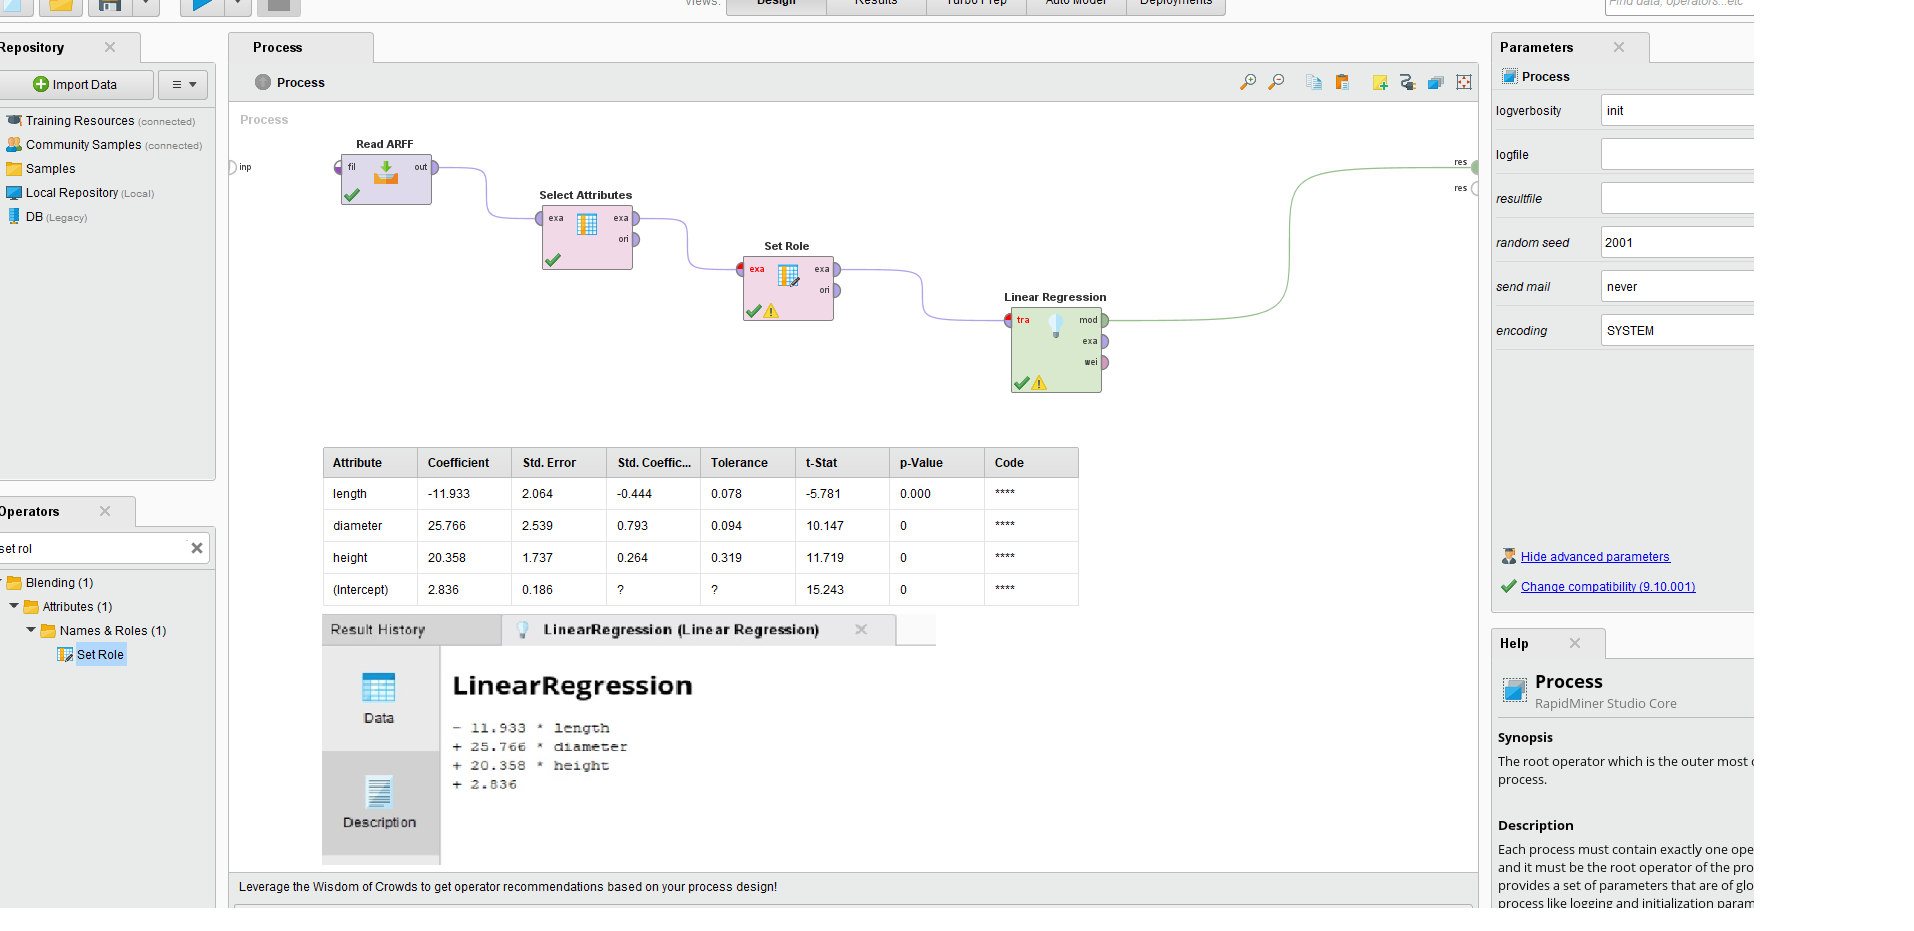 Views:
Design
Results
Turbo Prep
Auto Model
Deployments
Find data, operators...etc
Repository
Import Data
Training Resources (connected)
Community Samples (connected)
Samples
Local Repository (Local)
DB (Legacy)
Operators
set rol
Blending (1)
Attributes (1)
Names & Roles (1)
Set Role
Process
Process
Process
inp
Read ARFF
fil
out
Select Attributes
exa
exa
ori
Set Role
exa
exa
ori
Linear Regression
tra
mod
exa
wei
res
res
Attribute Coefficient Std. Error Std. Coeffic... Tolerance t-Stat p-Value Code
length -11.933 2.064 -0.444 0.078 -5.781 0.000 ****
diameter 25.766 2.539 0.793 0.094 10.147 0 ****
height 20.358 1.737 0.264 0.319 11.719 0 ****
(Intercept) 2.836 0.186 ? ? 15.243 0 ****
Result History
LinearRegression (Linear Regression)
Data
Description
LinearRegression
- 11.933 * length
+ 25.766 * diameter
+ 20.358 * height
+ 2.836
Leverage the Wisdom of Crowds to get operator recommendations based on your process design!
Parameters
Process
logverbosity init
logfile
resultfile
random seed 2001
send mail never
encoding SYSTEM
Hide advanced parameters
Change compatibility (9.10.001)
Help
Process
RapidMiner Studio Core
Synopsis
The root operator which is the outer most
process.
Description
Each process must contain exactly one ope
and it must be the root operator of the pro
provides a set of parameters that are of glo
process like logging and initialization param